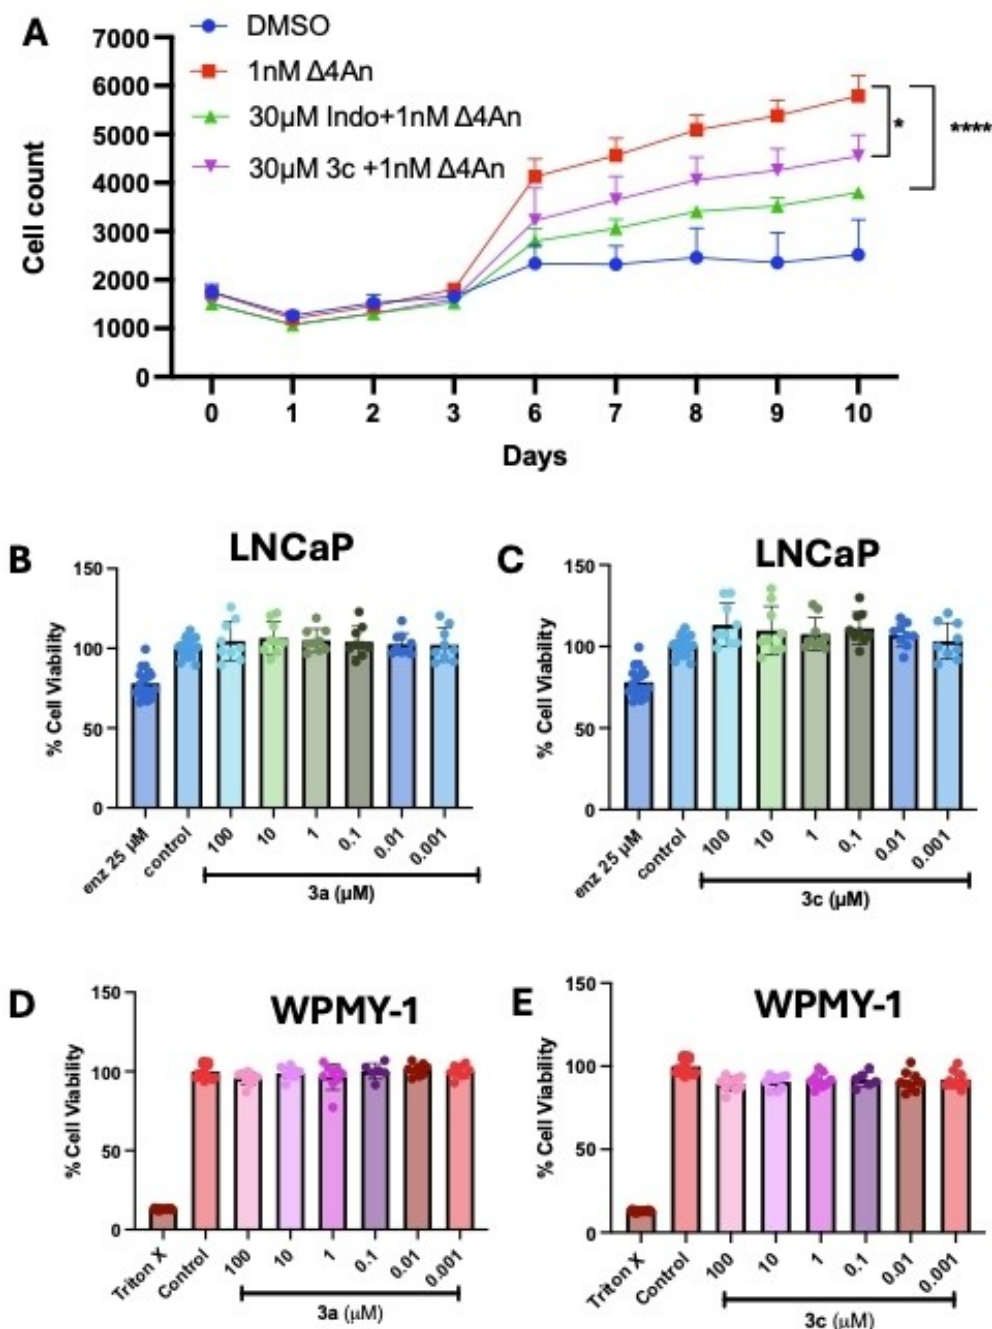 A
DMSO
1nM Δ4An
30μM Indo+1nM Δ4An
30μM 3c +1nM Δ4An
*
****
Cell count
7000
6000
5000
4000
3000
2000
1000
0
0 1 2 3 6 7 8 9 10
Days
B
LNCaP
% Cell Viability
150
100
50
0
enz 25 μM
control
100
10
1
0.1
0.01
0.001
3a (μM)
C
LNCaP
% Cell Viability
150
100
50
0
enz 25 μM
control
100
10
1
0.1
0.01
0.001
3c (μM)
D
WPMY-1
% Cell Viability
150
100
50
0
Triton X
Control
100
10
1
0.1
0.01
0.001
3a (μM)
E
WPMY-1
% Cell Viability
150
100
50
0
Triton X
Control
100
10
1
0.1
0.01
0.001
3c (μM)